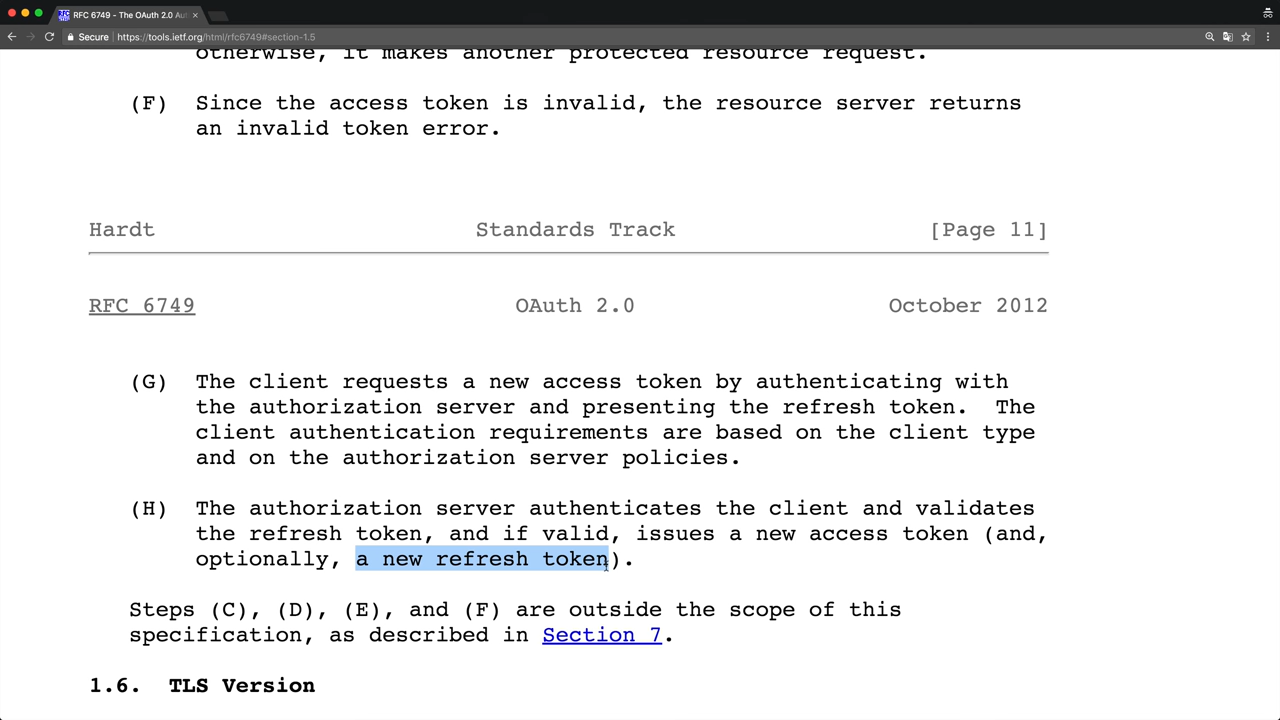 RFC 6749 - The OAuth 2.0 Aut
Secure https://tools.ietf.org/html/rfc6749#section-1.5
otherwise, it makes another protected resource request.
(F) Since the access token is invalid, the resource server returns
an invalid token error.
Hardt Standards Track [Page 11]
RFC 6749 OAuth 2.0 October 2012
(G) The client requests a new access token by authenticating with
the authorization server and presenting the refresh token. The
client authentication requirements are based on the client type
and on the authorization server policies.
(H) The authorization server authenticates the client and validates
the refresh token, and if valid, issues a new access token (and,
optionally, a new refresh token).
Steps (C), (D), (E), and (F) are outside the scope of this
specification, as described in Section 7.
1.6. TLS Version